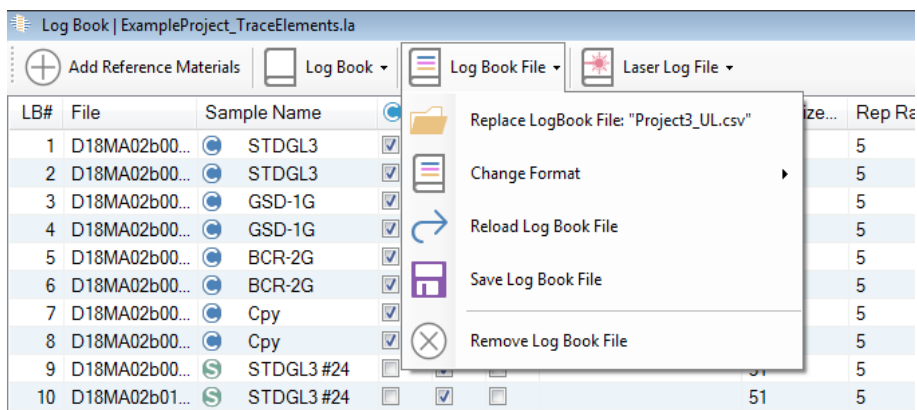 Log Book | ExampleProject_TraceElements.la
Add Reference Materials Log Book Log Book File Laser Log File
LB# File Sample Name C ize... Rep Ra
Replace LogBook File: "Project3_UL.csv"
Change Format
Reload Log Book File
Save Log Book File
Remove Log Book File
1 D18MA02b00... C STDGL3 5
2 D18MA02b00... C STDGL3 5
3 D18MA02b00... C GSD-1G 5
4 D18MA02b00... C GSD-1G 5
5 D18MA02b00... C BCR-2G 5
6 D18MA02b00... C BCR-2G 5
7 D18MA02b00... C Cpy 5
8 D18MA02b00... C Cpy 5
9 D18MA02b00... S STDGL3 #24 51 5
10 D18MA02b01... S STDGL3 #24 51 5